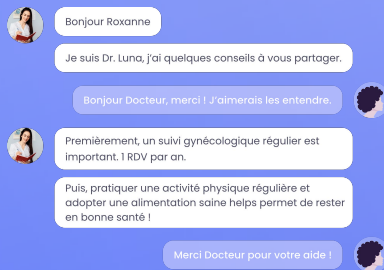 Bonjour Roxanne
Je suis Dr. Luna, j'ai quelques conseils à vous partager.
Bonjour Docteur, merci ! J'aimerais les entendre.
Premièrement, un suivi gynécologique régulier est
important. 1 RDV par an.
Puis, pratiquer une activité physique régulière et
adopter une alimentation saine helps permet de rester
en bonne santé !
Merci Docteur pour votre aide !